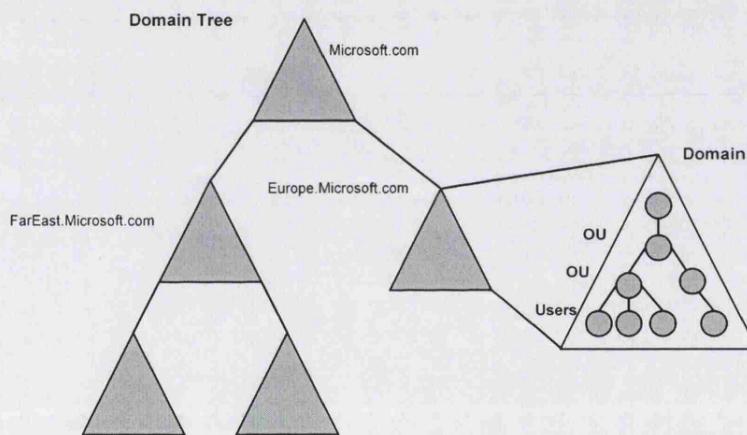 Domain Tree
Microsoft.com
Domain
Europe.Microsoft.com
FarEast.Microsoft.com
OU
OU
Users